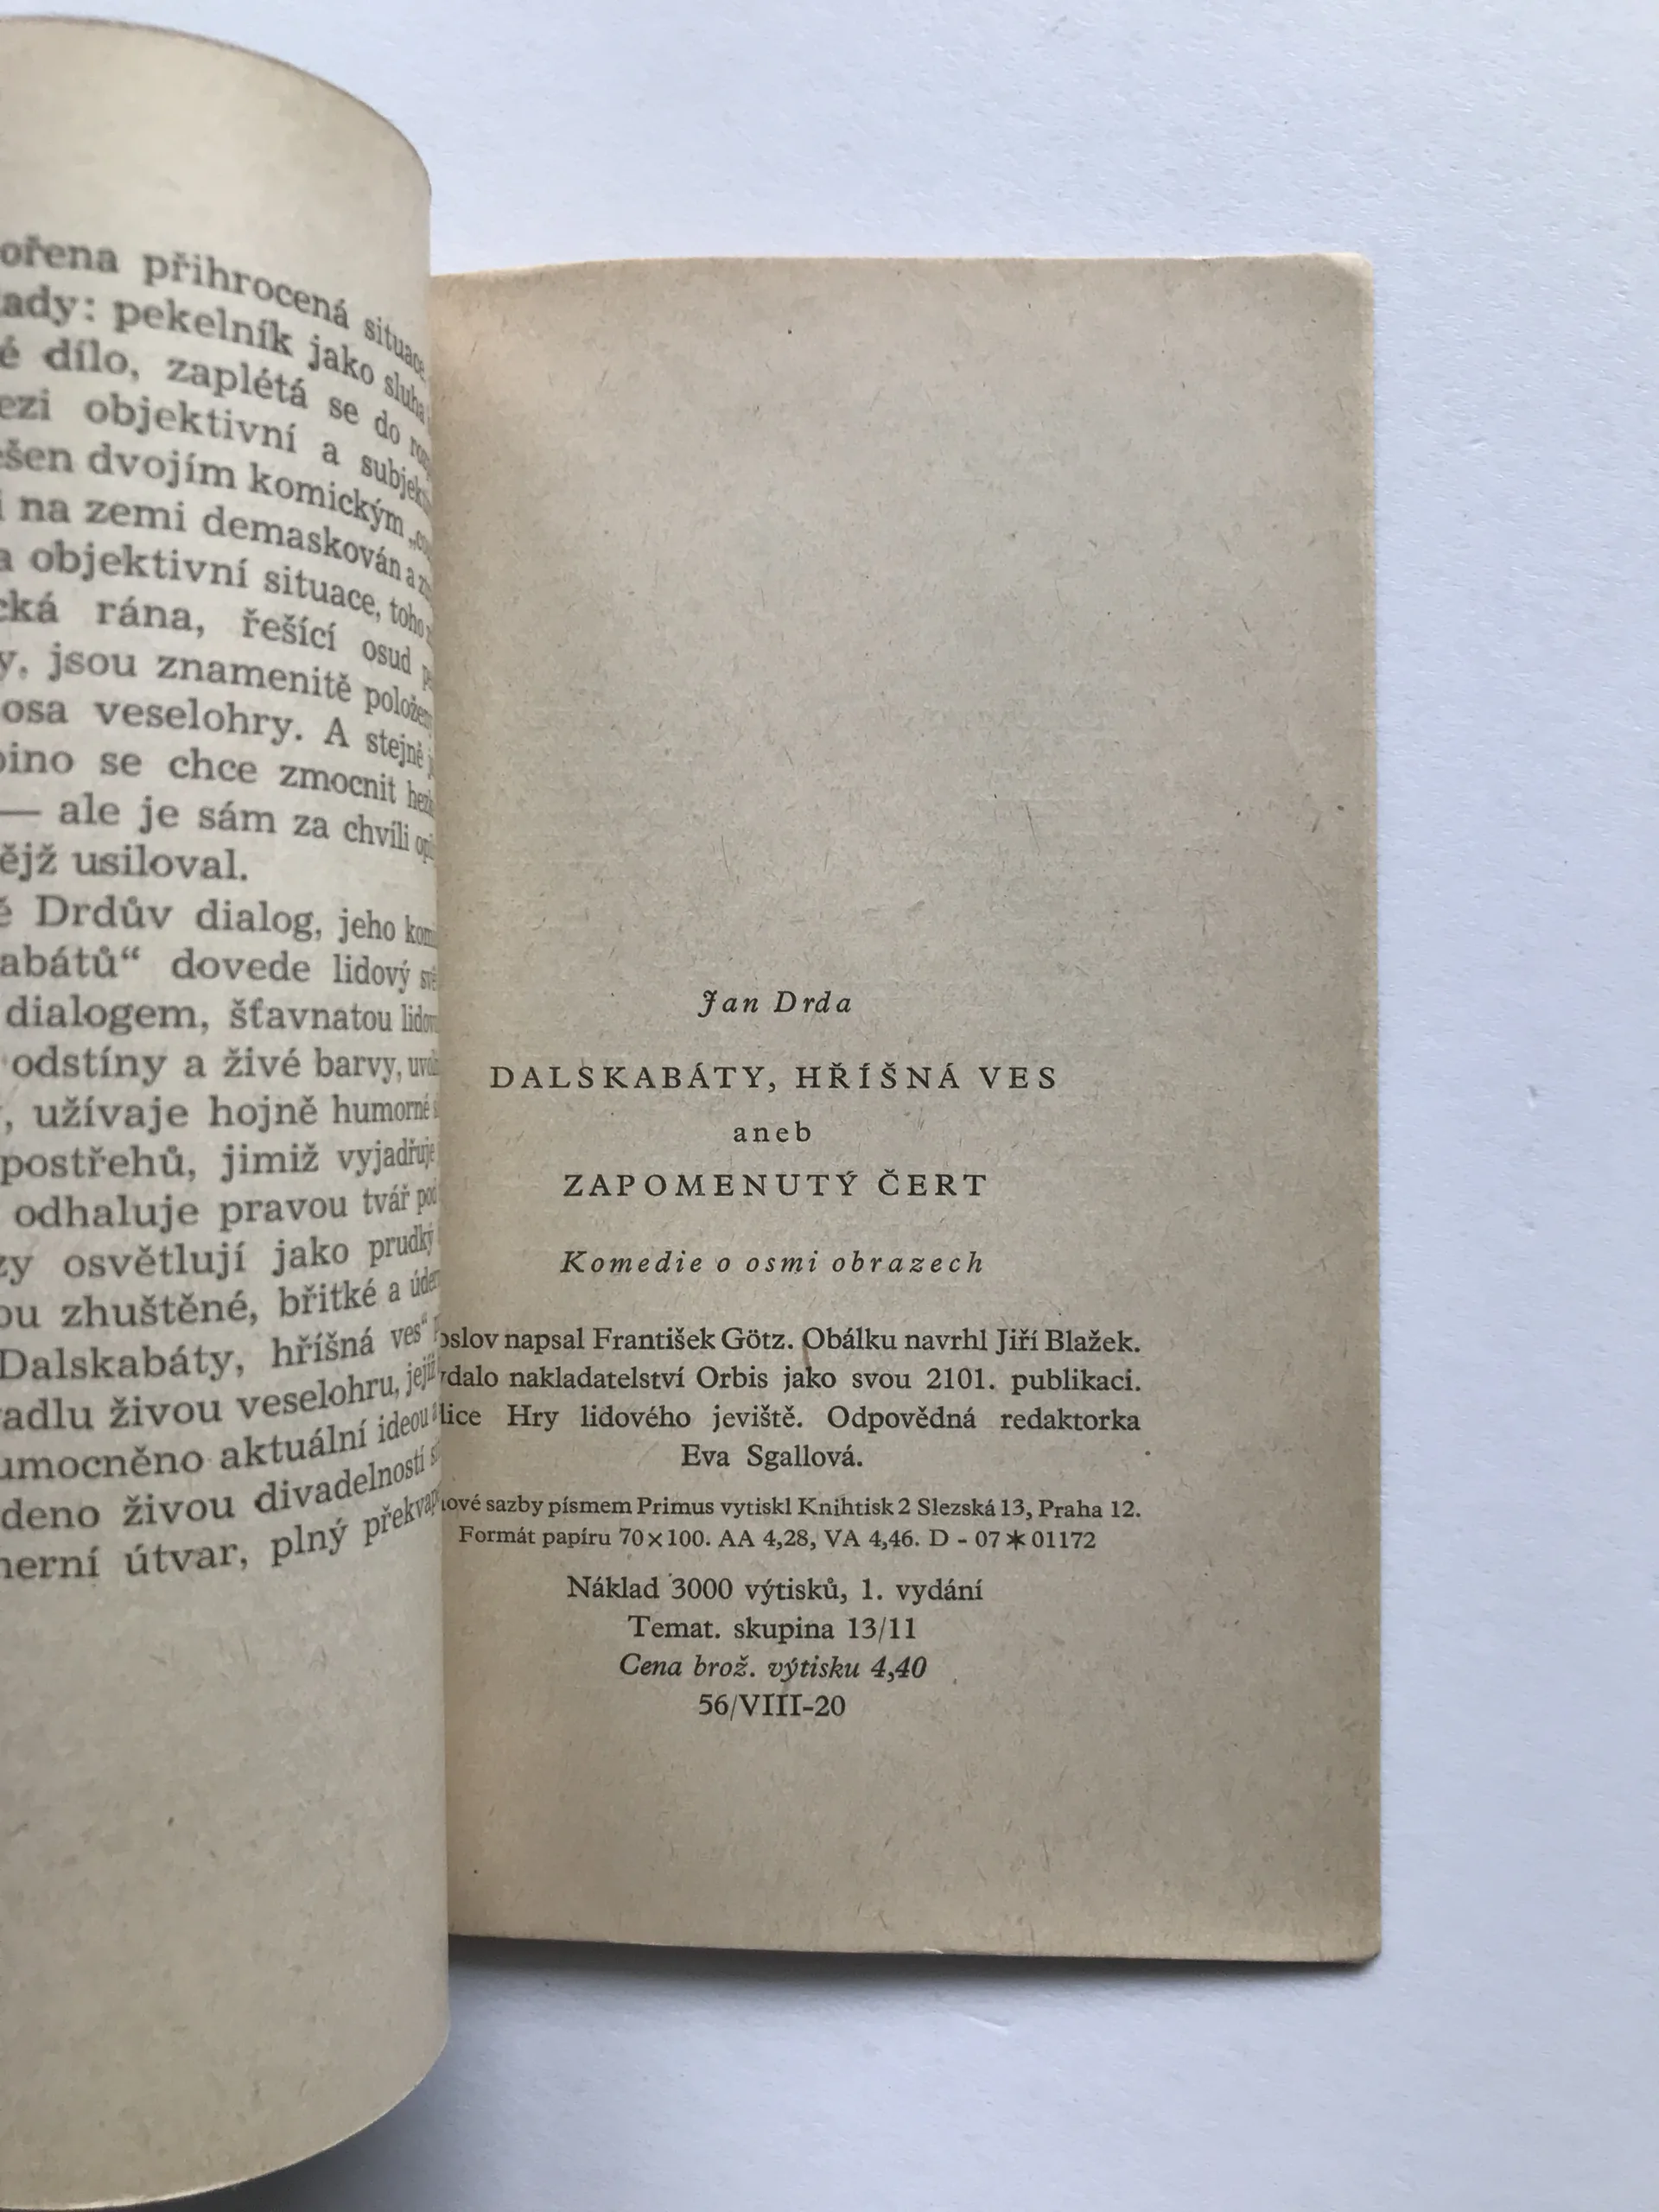 ořena přihrocená situace
ady: pekelník jako sluha
é dílo, zaplétá se do
ezi objektivní a
ešen dvojím komickým
na zemi demaskován a
a objektivní situace, toho
cká rána, řešící osud
y, jsou znamenitě
osa veselohry. A stejně
se chce zmocnit
— ale je sám za chvíli
ějž usiloval.
Drdův dialog, jeho
abátů“ dovede lidový
dialogem, šťavnatou
odstíny a živé barvy,
, užívaje hojně humorné
postřehů, jimiž vyjadřuje
odhaluje pravou tvář
zy osvětlují jako prudký
ou zhuštěné, břitké a
Dalskabáty, hříšná ves“
adlu živou veselohru, jejíž
umocněno aktuální ideou
deno živou divadelností
erní útvar, plný
Jan Drda
DALSKABÁTY, HŘÍŠNÁ VES
aneb
ZAPOMENUTÝ ČERT
Komedie o osmi obrazech
oslov napsal František Götz. Obálku navrhl Jiří Blažek.
dalo nakladatelství Orbis jako svou 2101. publikaci.
lice Hry lidového jeviště. Odpovědná redaktorka
Eva Sgallová.
ové sazby písmem Primus vytiskl Knihtisk 2 Slezská 13, Praha 12.
Formát papíru 70×100. AA 4,28, VA 4,46. D - 07✶01172
Náklad 3000 výtisků, 1. vydání
Temat. skupina 13/11
Cena brož. výtisku 4,40
56/VIII-20